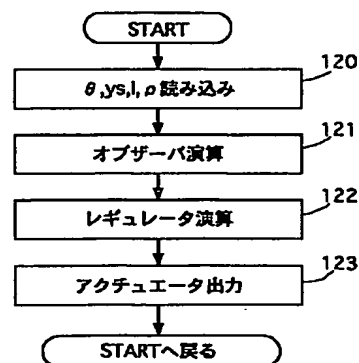 START
120
θ,ys,l,ρ 読み込み
121
オブザーバ演算
122
レギュレータ演算
123
アクチュエータ出力
STARTへ戻る